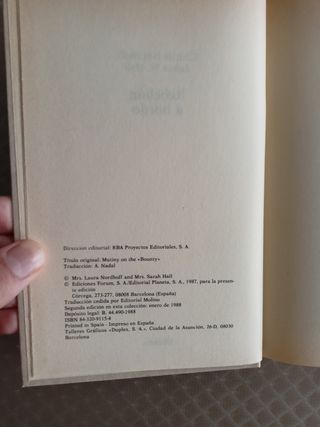 Dirección editorial: RBA Proyectos Editoriales, S. A.
Título original: Mutiny on the «Bounty»
Traducción: A. Nadal
© Mrs. Laura Nordhoff and Mrs. Sarah Hall
© Ediciones Forum, S. A./Editorial Planeta, S. A., 1987, para la presen-
te edición
Córcega, 273-277, 08008 Barcelona (España)
Traducción cedida por Editorial Molino
Segunda edición en esta colección: enero de 1988
Depósito legal: B. 44.490-1988
ISBN 84-320-9115-4
Printed in Spain - Impreso en España
Talleres Gráficos «Duplex, S. A.», Ciudad de la Asunción, 26-D, 08030
Barcelona